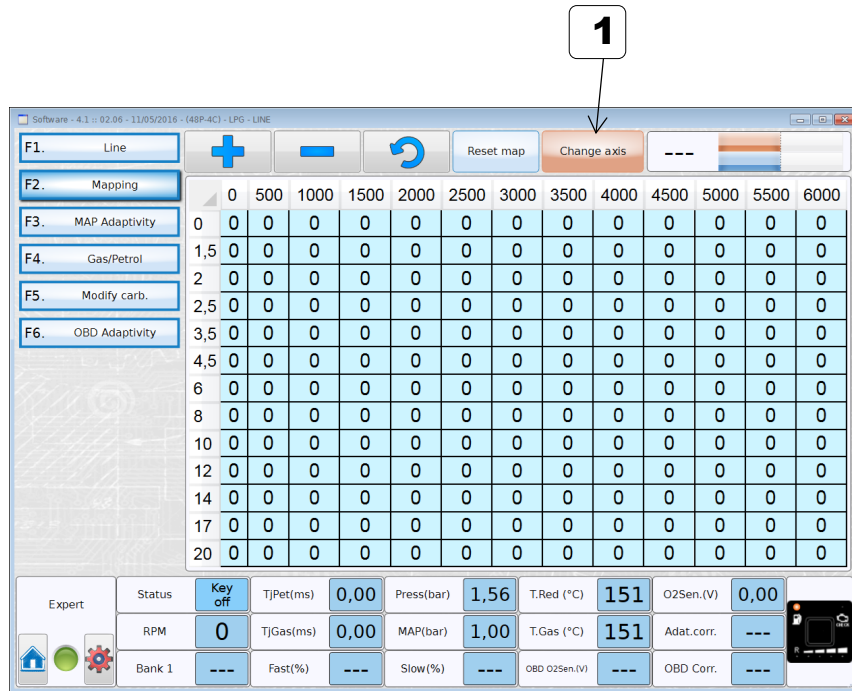 1
Software - 4.1 :: 02.06 - 11/05/2016 - (48P-4C) - LPG - LINE
F1. Line
Reset map
Change axis
---
F2. Mapping
F3. MAP Adaptivity
F4. Gas/Petrol
F5. Modify carb.
F6. OBD Adaptivity
0 500 1000 1500 2000 2500 3000 3500 4000 4500 5000 5500 6000
0 0 0 0 0 0 0 0 0 0 0 0 0 0
1,5 0 0 0 0 0 0 0 0 0 0 0 0 0
2 0 0 0 0 0 0 0 0 0 0 0 0 0
2,5 0 0 0 0 0 0 0 0 0 0 0 0 0
3,5 0 0 0 0 0 0 0 0 0 0 0 0 0
4,5 0 0 0 0 0 0 0 0 0 0 0 0 0
6 0 0 0 0 0 0 0 0 0 0 0 0 0
8 0 0 0 0 0 0 0 0 0 0 0 0 0
10 0 0 0 0 0 0 0 0 0 0 0 0 0
12 0 0 0 0 0 0 0 0 0 0 0 0 0
14 0 0 0 0 0 0 0 0 0 0 0 0 0
17 0 0 0 0 0 0 0 0 0 0 0 0 0
20 0 0 0 0 0 0 0 0 0 0 0 0 0
Expert
Status Key off TjPet(ms) 0,00 Press(bar) 1,56 T.Red (°C) 151 O2Sen.(V) 0,00
RPM 0 TjGas(ms) 0,00 MAP(bar) 1,00 T.Gas (°C) 151 Adat.corr. ---
Bank 1 --- Fast(%) --- Slow(%) --- OBD O2Sen.(V) --- OBD Corr. ---
CHECK
R